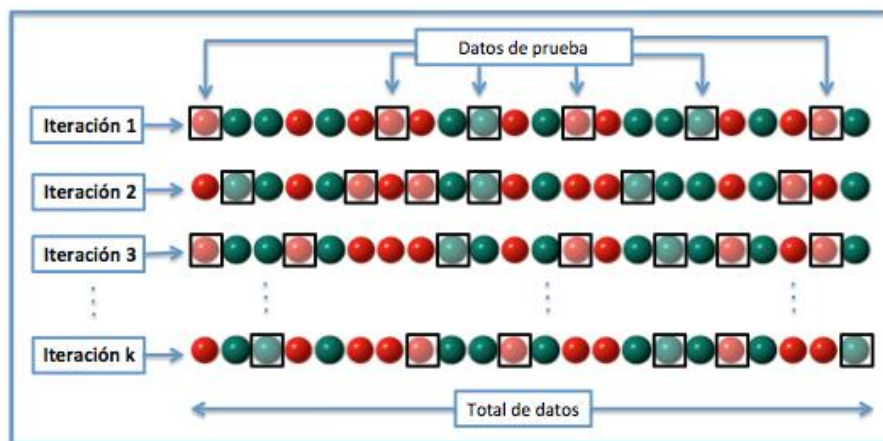 Datos de prueba
Iteración 1
Iteración 2
Iteración 3
Iteración k
Total de datos